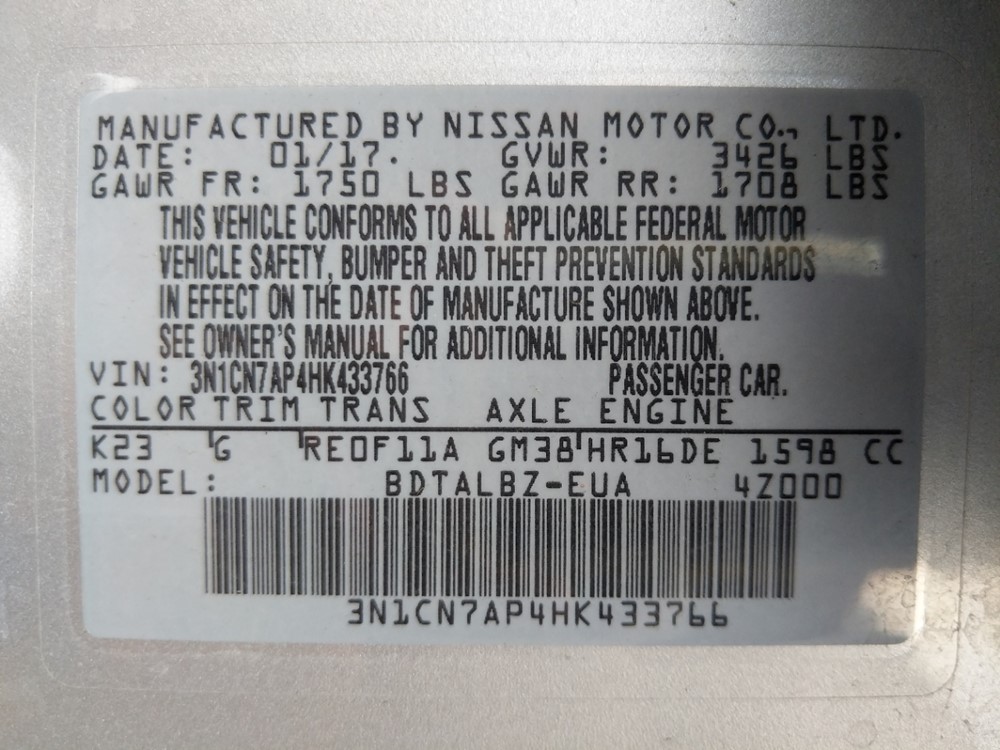 MANUFACTURED BY NISSAN MOTOR CO., LTD.
DATE: 01/17. GVWR: 3426 LBS
GAWR FR: 1750 LBS GAWR RR: 1708 LBS
THIS VEHICLE CONFORMS TO ALL APPLICABLE FEDERAL MOTOR
VEHICLE SAFETY, BUMPER AND THEFT PREVENTION STANDARDS
IN EFFECT ON THE DATE OF MANUFACTURE SHOWN ABOVE.
SEE OWNER'S MANUAL FOR ADDITIONAL INFORMATION.
VIN: 3N1CN7AP4HK433766 PASSENGER CAR.
COLOR TRIM TRANS AXLE ENGINE
K23 G RE0F11A GM38 HR16DE 1598 CC
MODEL: BDTALBZ-EUA 4Z000
3N1CN7AP4HK433766